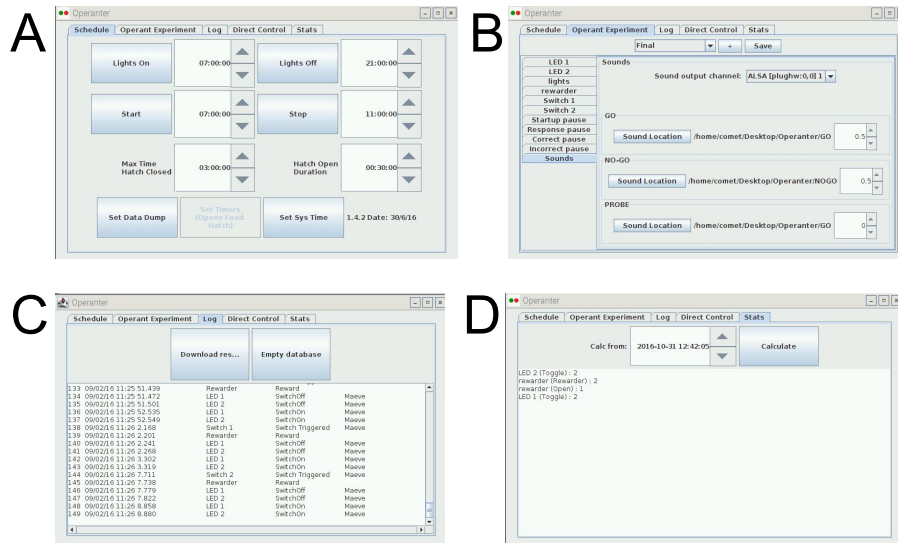 A
Operanter
Schedule Operant Experiment Log Direct Control Stats
Lights On 07:00:00 Lights Off 21:00:00
Start 07:00:00 Stop 11:00:00
Max Time Hatch Closed 03:00:00 Hatch Open Duration 00:30:00
Set Data Dump Set Timers (Opens Food Hatch) Set Sys Time 1.4.2 Date: 30/6/16
B
Operanter
Schedule Operant Experiment Log Direct Control Stats
Final + Save
LED 1
LED 2
lights
rewarder
Switch 1
Switch 2
Startup pause
Response pause
Correct pause
Incorrect pause
Sounds
Sounds
Sound output channel: ALSA [plughw:0,0] 1
GO
Sound Location /home/comet/Desktop/Operanter/GO 0.5
NO-GO
Sound Location /home/comet/Desktop/Operanter/NOGO 0.5
PROBE
Sound Location /home/comet/Desktop/Operanter/GO 0
C
Operanter
Schedule Operant Experiment Log Direct Control Stats
Download res... Empty database
133 09/02/16 11:25 51.439 Rewarder Reward
134 09/02/16 11:25 51.472 LED 1 SwitchOff Maeve
135 09/02/16 11:25 51.501 LED 2 SwitchOff Maeve
136 09/02/16 11:25 52.535 LED 1 SwitchOn Maeve
137 09/02/16 11:25 52.549 LED 2 SwitchOn Maeve
138 09/02/16 11:26 2.168 Switch 1 Switch Triggered Maeve
139 09/02/16 11:26 2.201 Rewarder Reward
140 09/02/16 11:26 2.241 LED 1 SwitchOff Maeve
141 09/02/16 11:26 2.268 LED 2 SwitchOff Maeve
142 09/02/16 11:26 3.302 LED 1 SwitchOn Maeve
143 09/02/16 11:26 3.319 LED 2 SwitchOn Maeve
144 09/02/16 11:26 7.711 Switch 2 Switch Triggered Maeve
145 09/02/16 11:26 7.738 Rewarder Reward
146 09/02/16 11:26 7.779 LED 1 SwitchOff Maeve
147 09/02/16 11:26 7.822 LED 2 SwitchOff Maeve
148 09/02/16 11:26 8.858 LED 1 SwitchOn Maeve
149 09/02/16 11:26 8.880 LED 2 SwitchOn Maeve
D
Operanter
Schedule Operant Experiment Log Direct Control Stats
Calc from: 2016-10-31 12:42:05 Calculate
LED 2 (Toggle) : 2
rewarder (Rewarder) : 2
rewarder (Open) : 1
LED 1 (Toggle) : 2